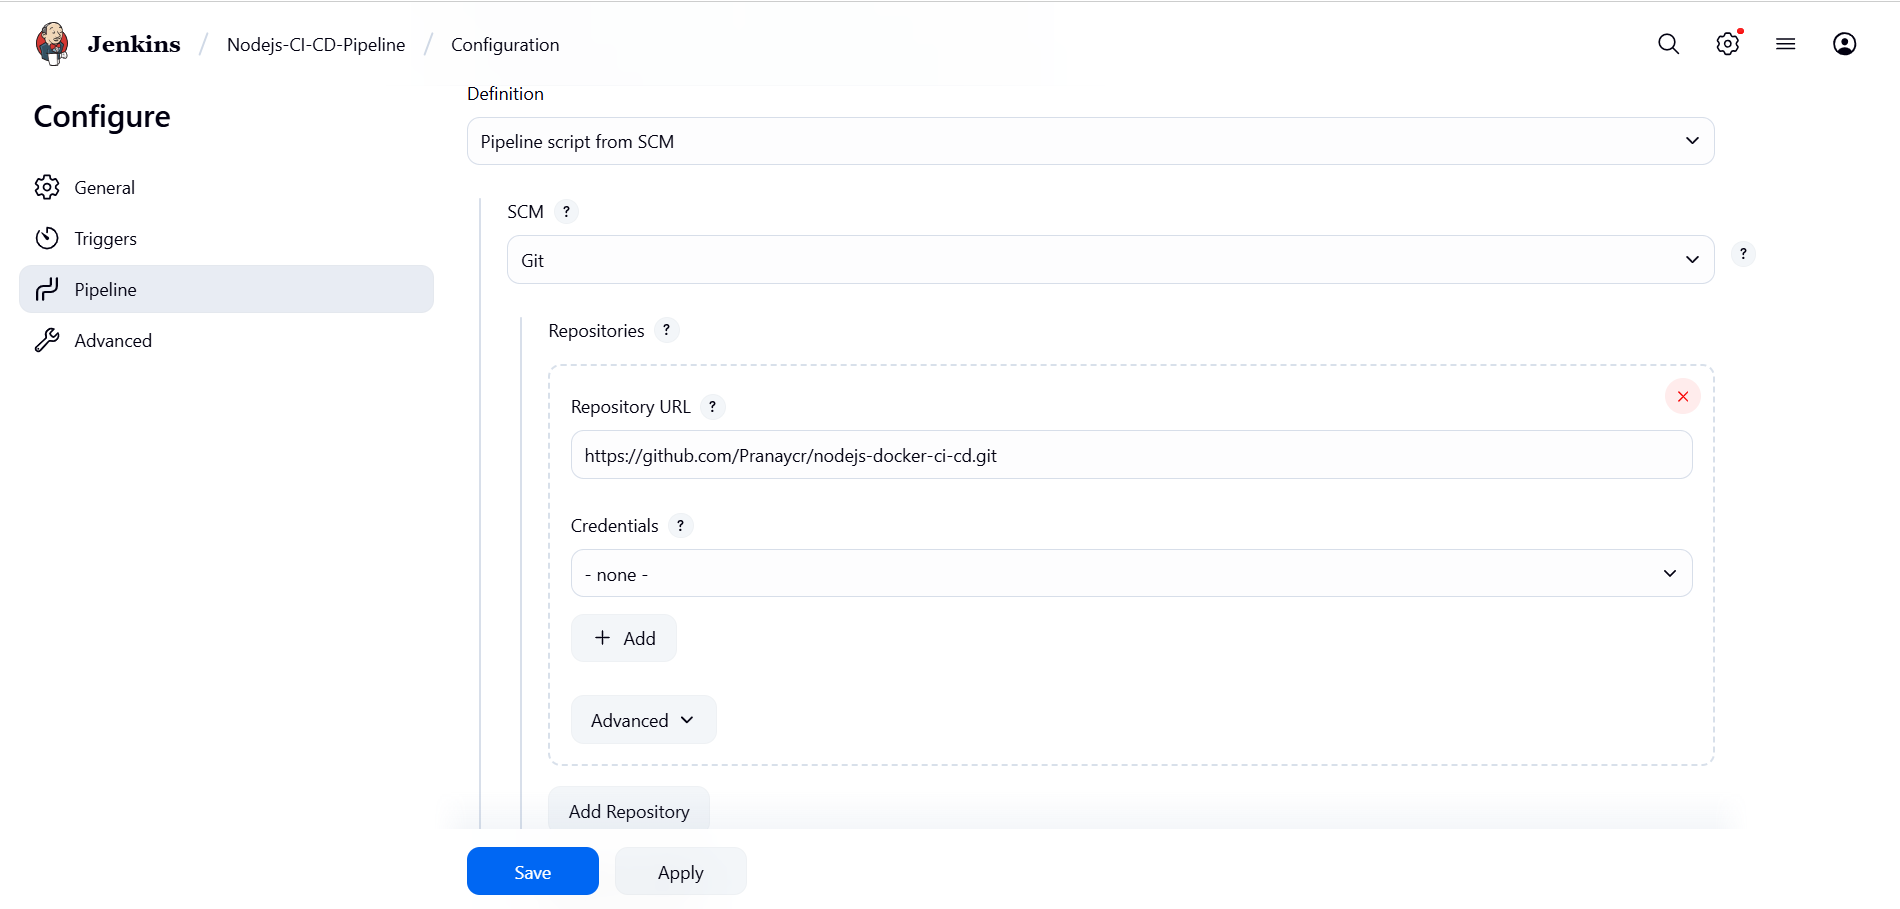 Jenkins / Nodejs-CI-CD-Pipeline / Configuration
Configure
General
Triggers
Pipeline
Advanced
Definition
Pipeline script from SCM
SCM ?
Git
?
Repositories ?
Repository URL ?
https://github.com/Pranaycr/nodejs-docker-ci-cd.git
Credentials ?
- none -
+ Add
Advanced
Add Repository
Save Apply